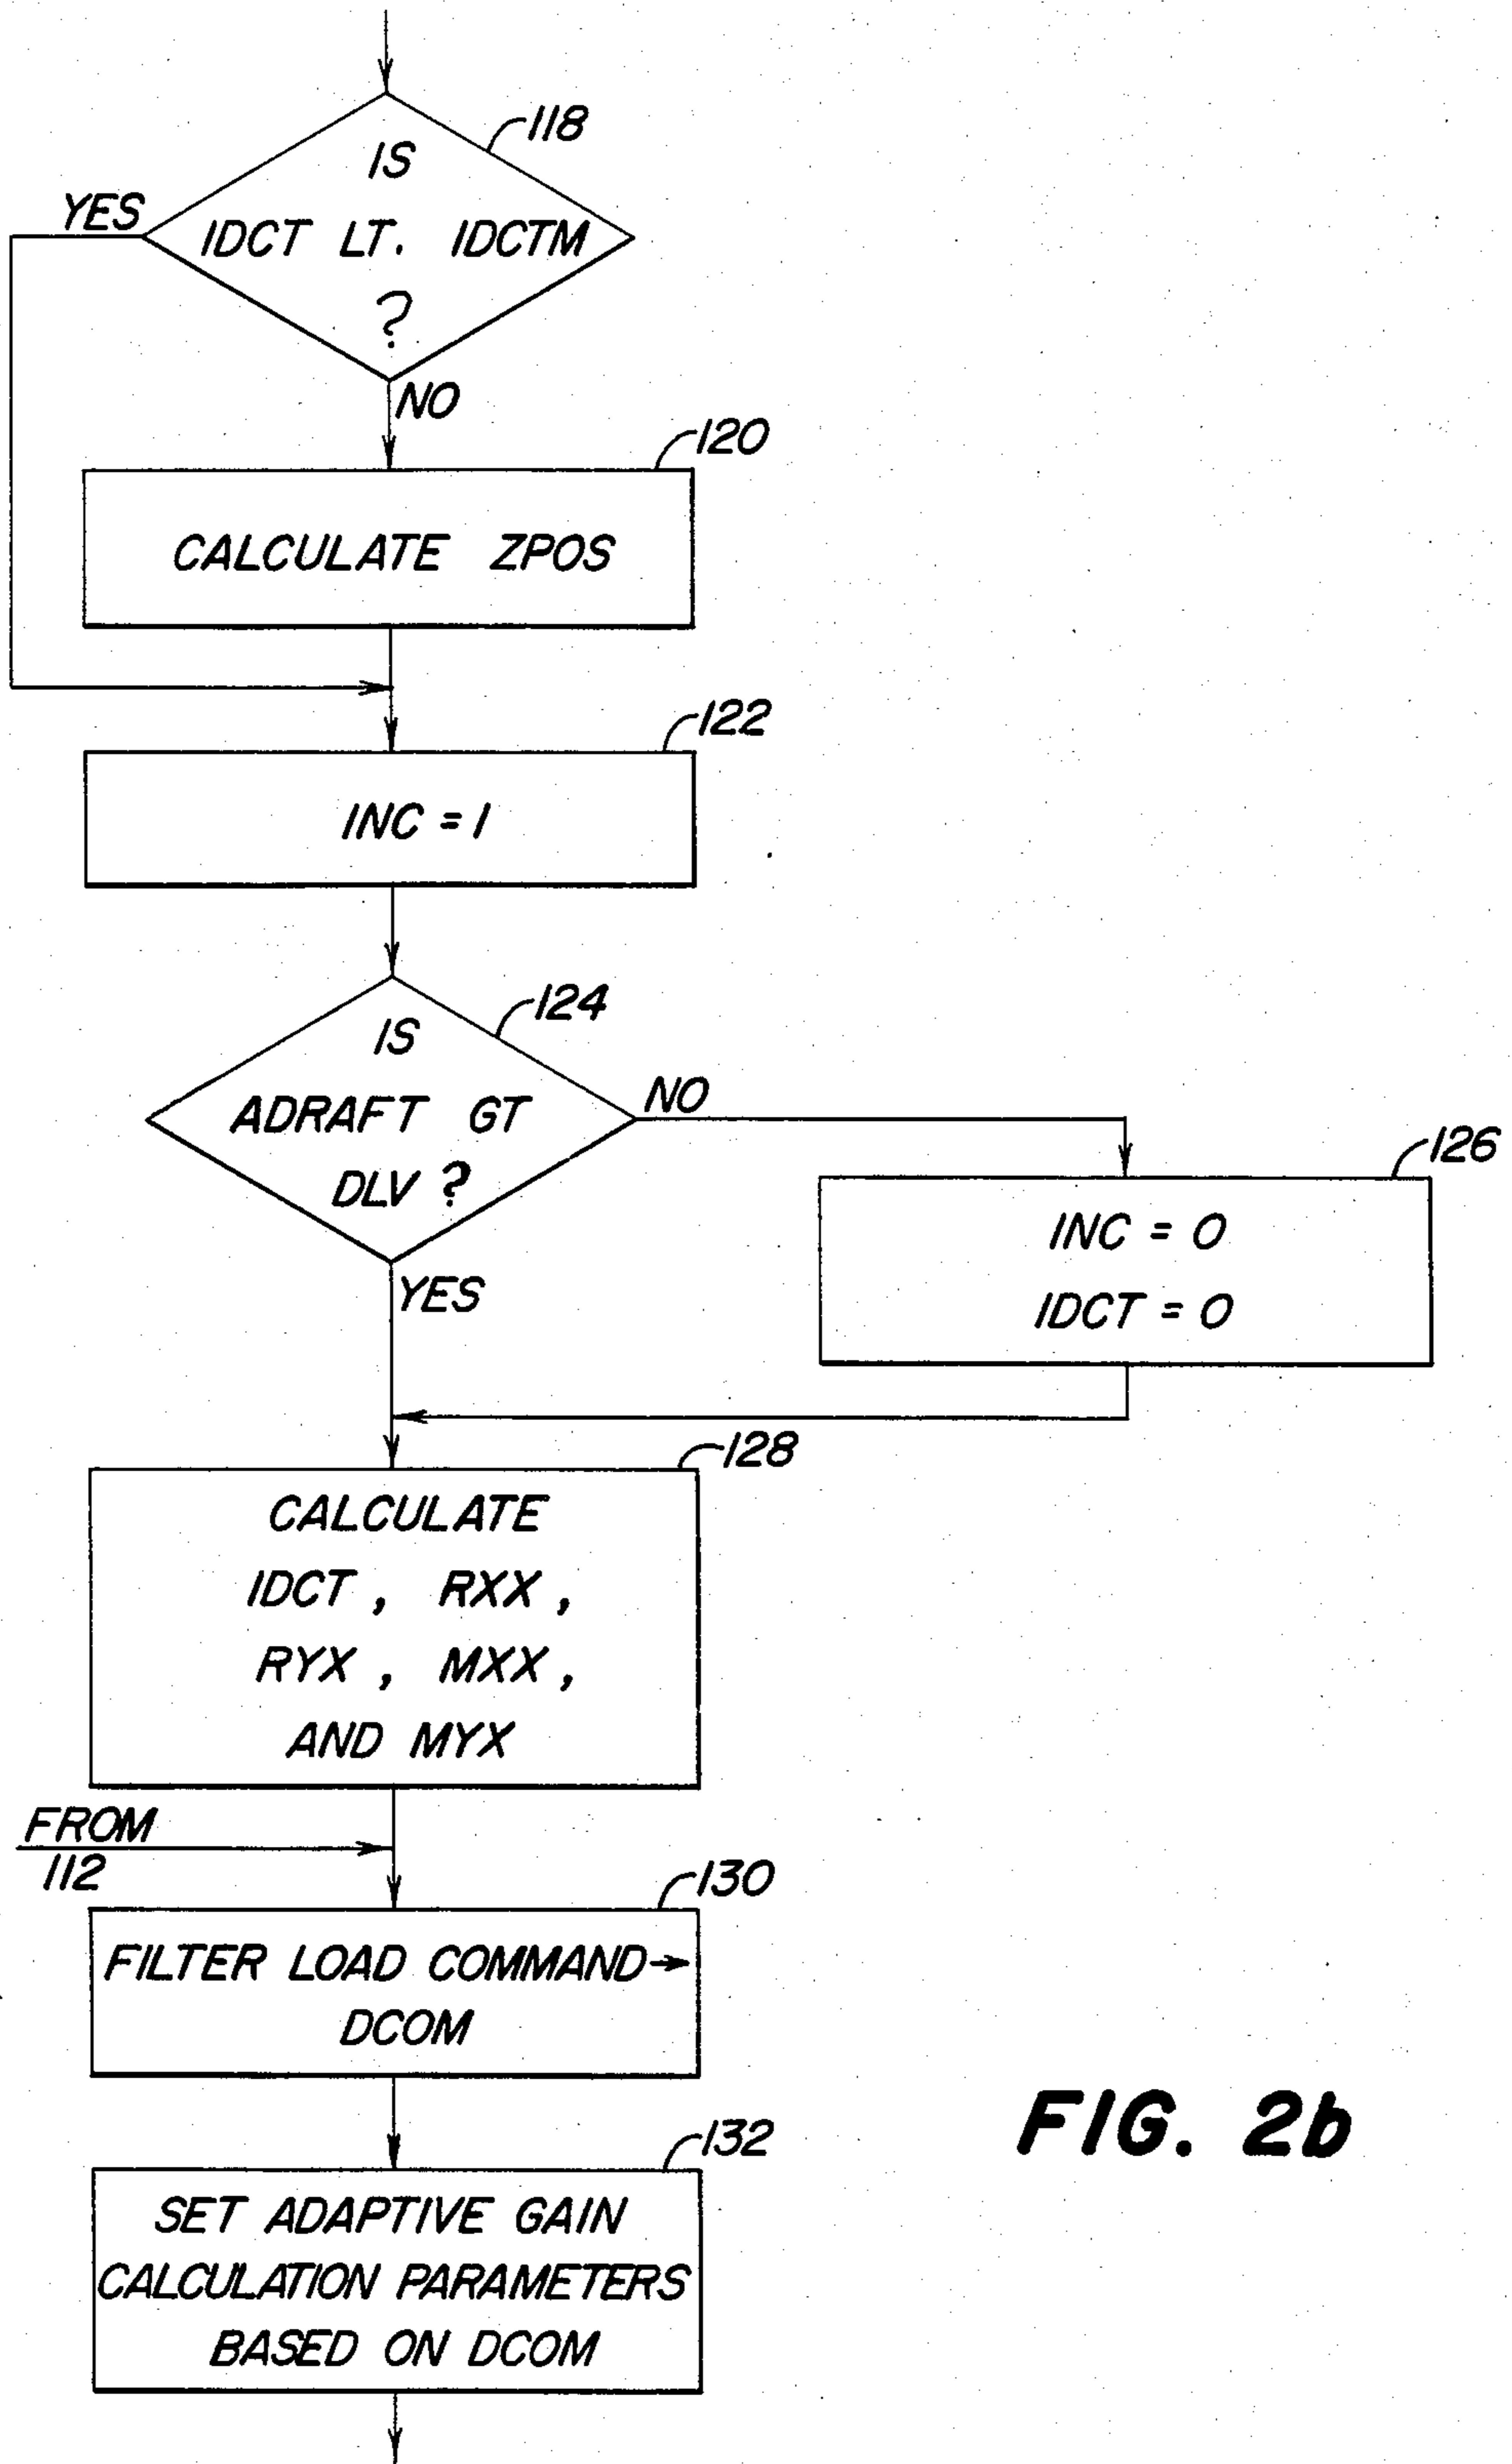 118
IS
YES
IDCT LT. IDCTM
?
NO
120
CALCULATE ZPOS
122
INC = 1
124
IS
ADRAFT GT
NO
DLV ?
126
INC = 0
IDCT = 0
YES
128
CALCULATE
IDCT , RXX ,
RYX , MXX ,
AND MYX
FROM
112
130
FILTER LOAD COMMAND→
DCOM
FIG. 2b
132
SET ADAPTIVE GAIN
CALCULATION PARAMETERS
BASED ON DCOM